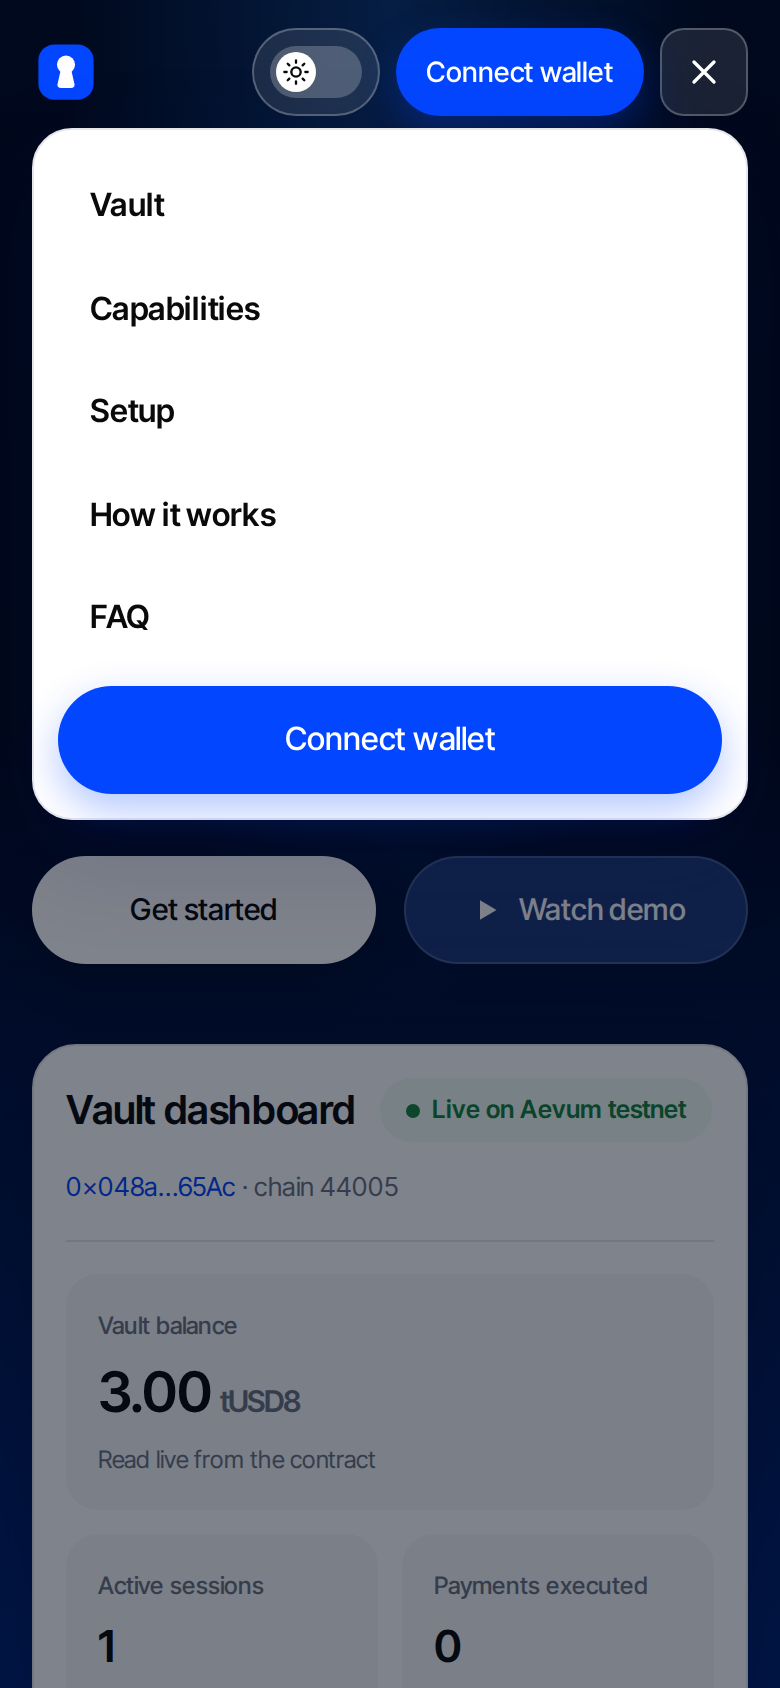 Connect wallet
Vault
Capabilities
Setup
How it works
FAQ
Connect wallet
Get started
Watch demo
Vault dashboard
Live on Aevum testnet
0×048a…65Ac · chain 44005
Vault balance
3.00 tUSD8
Read live from the contract
Active sessions
Payments executed
1
0